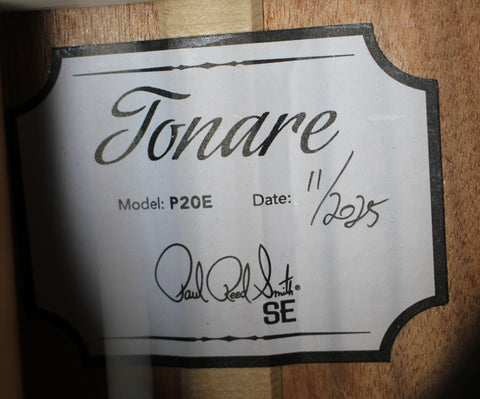 Tonare
Model: P20E Date: 11/2025
Paul Reed Smith®
SE